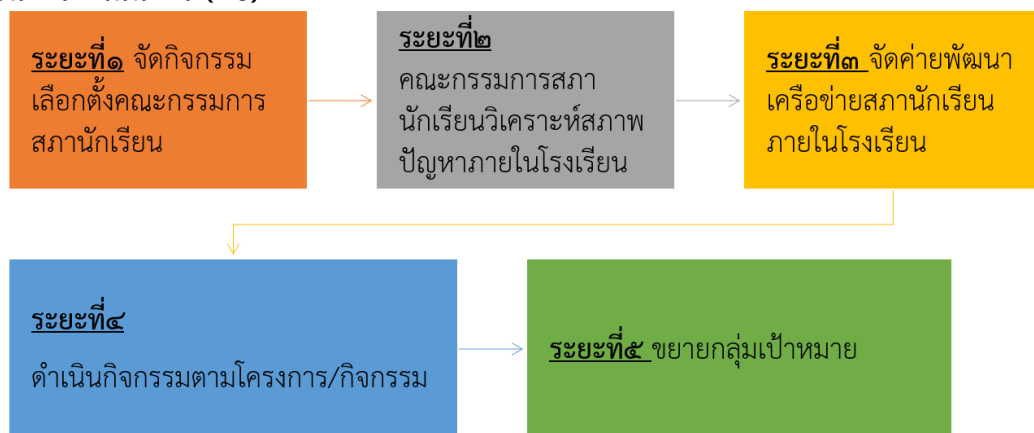 ระยะที่๑ จัดกิจกรรม
เลือกตั้งคณะกรรมการ
สภานักเรียน
ระยะที่๒
คณะกรรมการสภา
นักเรียนวิเคราะห์สภาพ
ปัญหาภายในโรงเรียน
ระยะที่๓ จัดค่ายพัฒนา
เครือข่ายสภานักเรียน
ภายในโรงเรียน
ระยะที่๔
ดำเนินกิจกรรมตามโครงการ/กิจกรรม
ระยะที่๕ ขยายกลุ่มเป้าหมาย